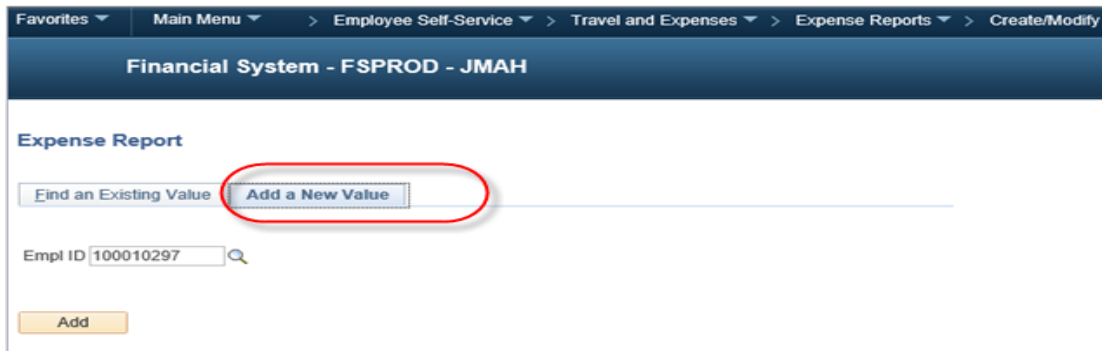 Favorites Main Menu > Employee Self-Service > Travel and Expenses > Expense Reports > Create/Modify
Financial System - FSPROD - JMAH
Expense Report
Find an Existing Value Add a New Value
Empl ID 100010297
Add